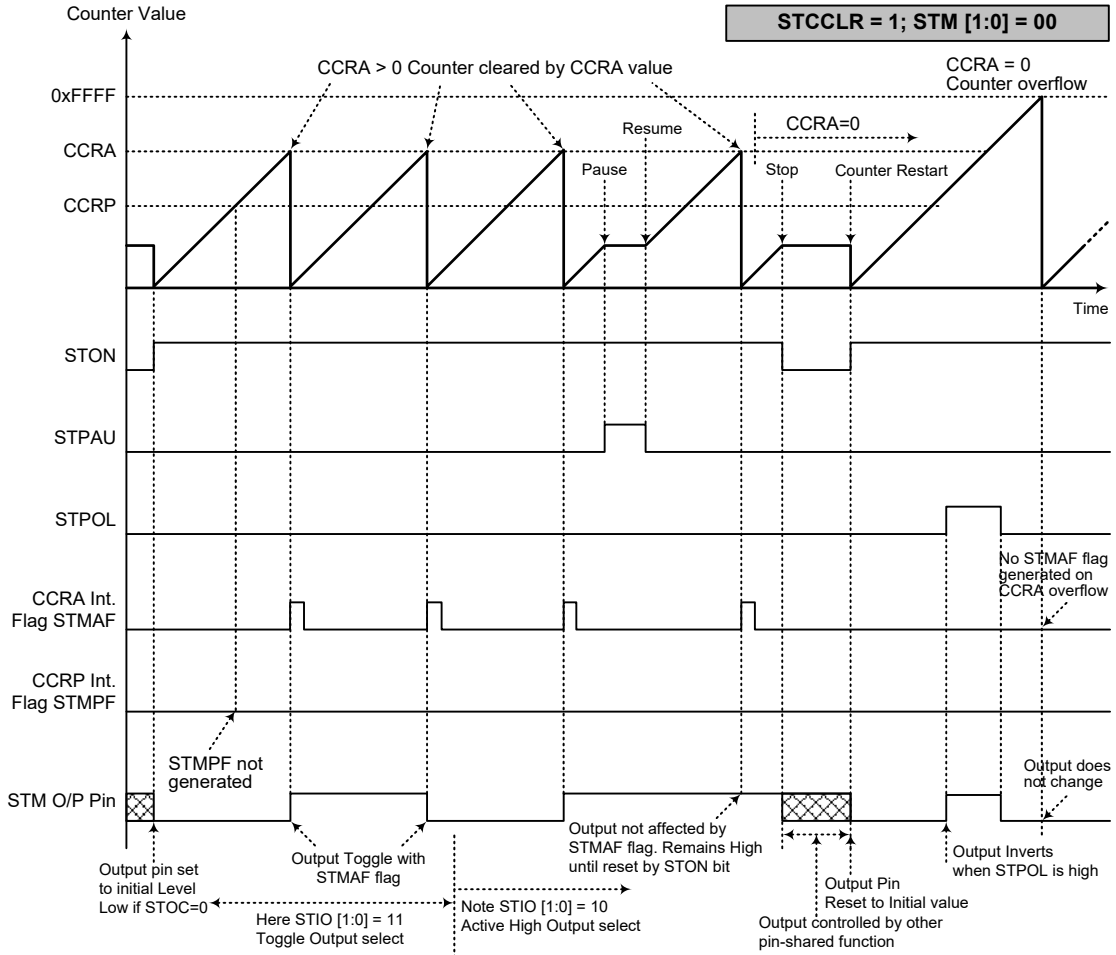 Counter Value
STCCLR = 1; STM [1:0] = 00
CCRA > 0 Counter cleared by CCRA value
CCRA = 0
Counter overflow
0xFFFF
Resume
CCRA=0
CCRA
Pause
Stop
Counter Restart
CCRP
Time
STON
STPAU
STPOL
No STMAF flag
generated on
CCRA overflow
CCRA Int.
Flag STMAF
CCRP Int.
Flag STMPF
STMPF not
generated
Output does
not change
STM O/P Pin
Output pin set
to initial Level
Low if STOC=0
Output Toggle with
STMAF flag
Output not affected by
STMAF flag. Remains High
until reset by STON bit
Output Inverts
when STPOL is high
Output Pin
Reset to Initial value
Here STIO [1:0] = 11
Toggle Output select
Note STIO [1:0] = 10
Active High Output select
Output controlled by other
pin-shared function